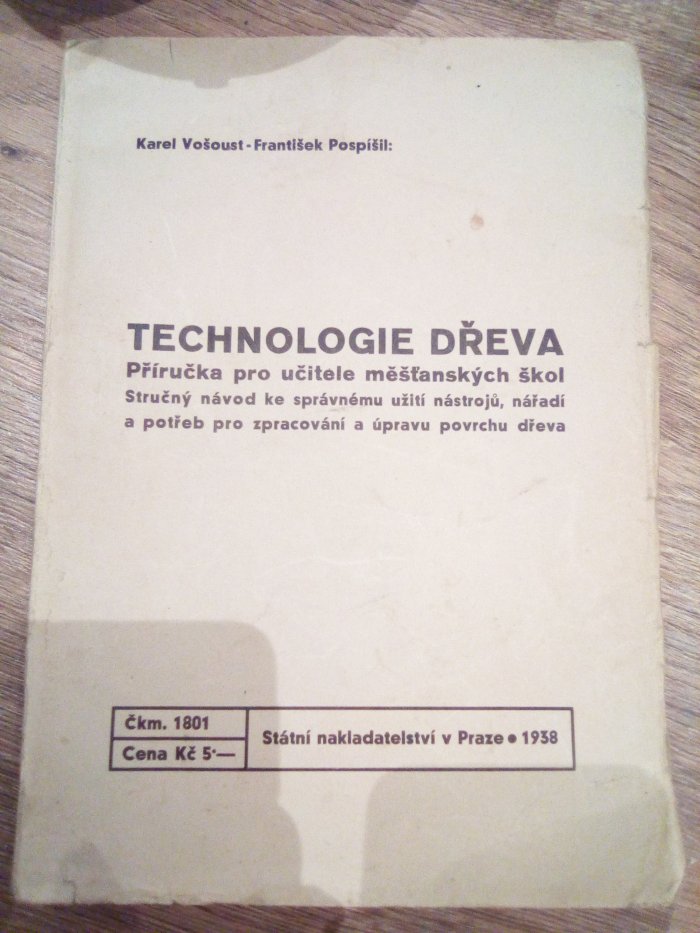 Karel Vošoust - František Pospíšil:
TECHNOLOGIE DŘEVA
Příručka pro učitele měšťanských škol
Stručný návod ke správnému užití nástrojů, nářadí
a potřeb pro zpracování a úpravu povrchu dřeva
Čkm. 1801
Cena Kč 5·—
Státní nakladatelství v Praze • 1938